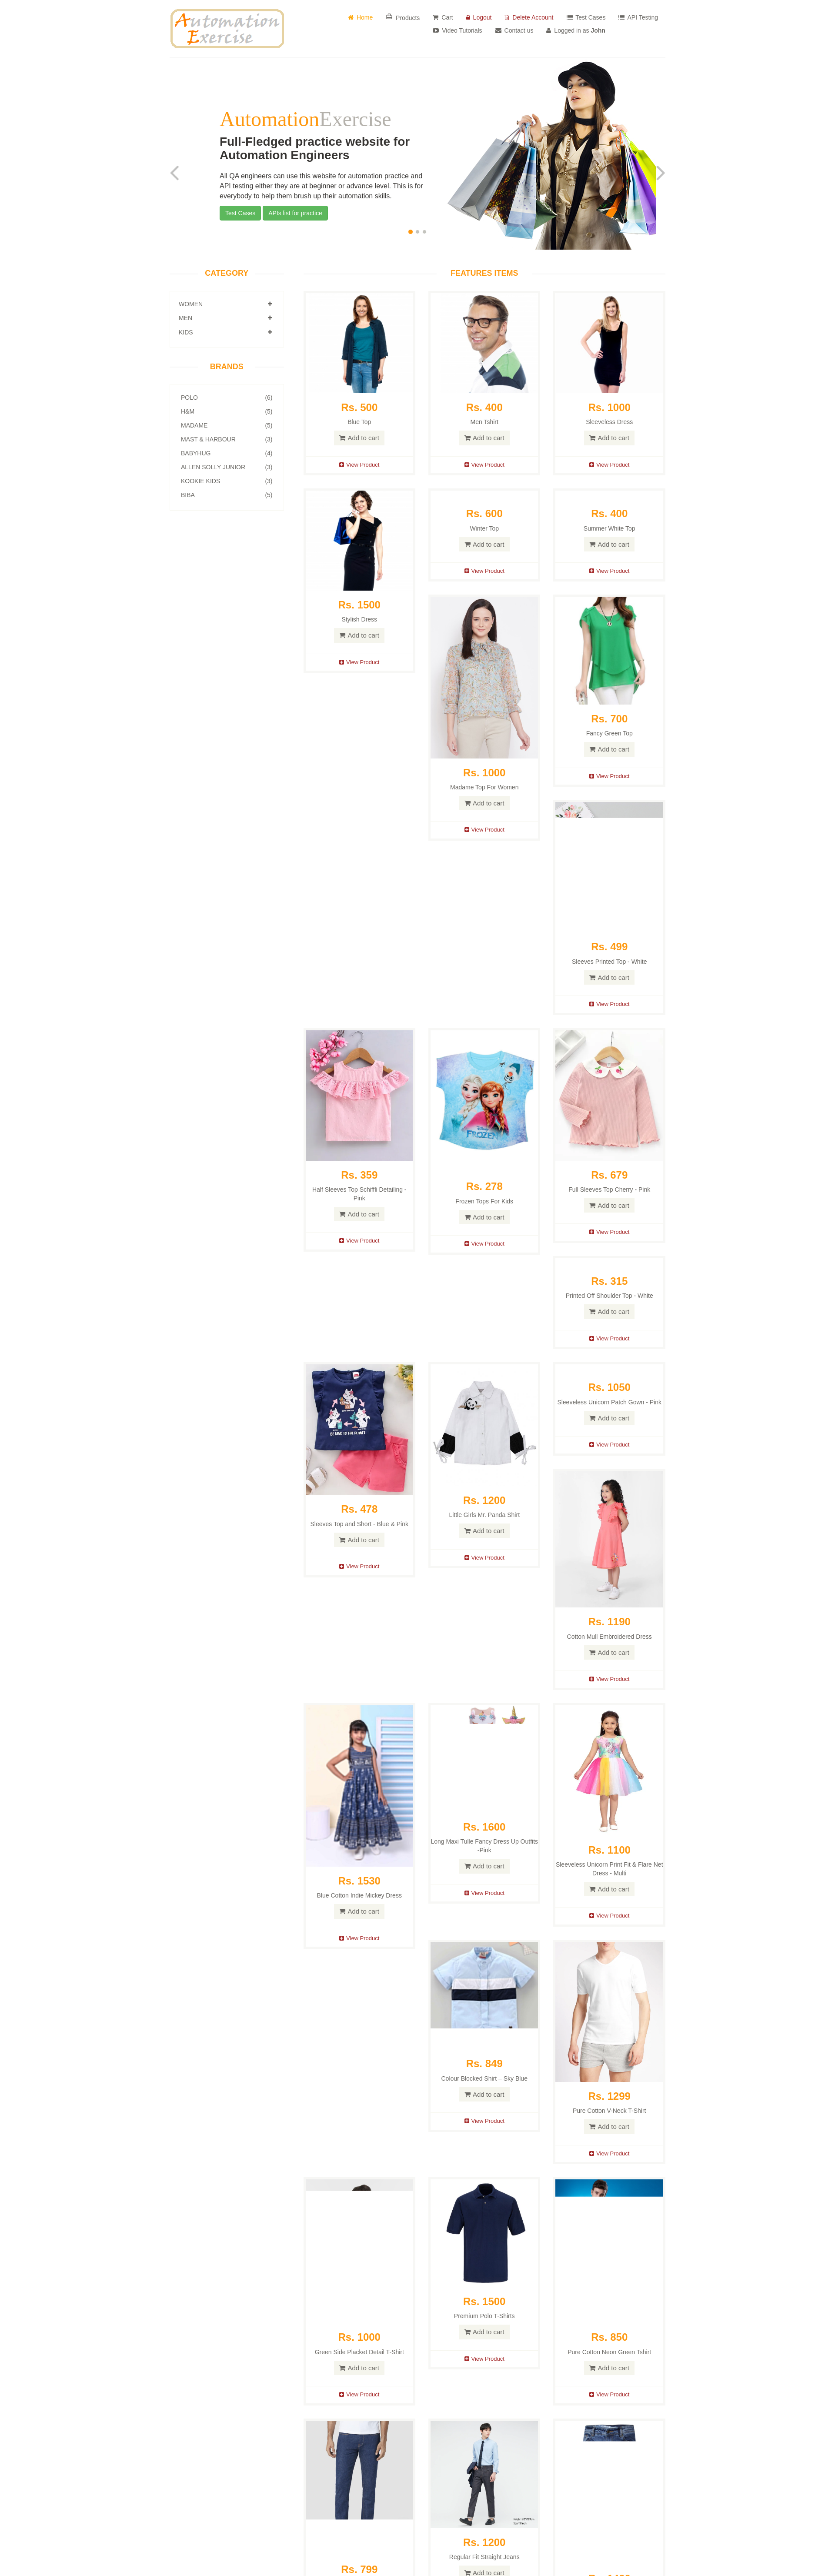 Automation
Exercise
Home
Products
Cart
Logout
Delete Account
Test Cases
API Testing
Video Tutorials
Contact us
Logged in as John
AutomationExercise
Full-Fledged practice website for
Automation Engineers
All QA engineers can use this website for automation practice and
API testing either they are at beginner or advance level. This is for
everybody to help them brush up their automation skills.
Test Cases
APIs list for practice
CATEGORY
WOMEN
MEN
KIDS
BRANDS
POLO (6)
H&M (5)
MADAME (5)
MAST & HARBOUR (3)
BABYHUG (4)
ALLEN SOLLY JUNIOR (3)
KOOKIE KIDS (3)
BIBA (5)
FEATURES ITEMS
Rs. 500
Blue Top
Add to cart
View Product
Rs. 400
Men Tshirt
Add to cart
View Product
Rs. 1000
Sleeveless Dress
Add to cart
View Product
Rs. 1500
Stylish Dress
Add to cart
View Product
Rs. 600
Winter Top
Add to cart
View Product
Rs. 400
Summer White Top
Add to cart
View Product
Rs. 1000
Madame Top For Women
Add to cart
View Product
Rs. 700
Fancy Green Top
Add to cart
View Product
Rs. 499
Sleeves Printed Top - White
Add to cart
View Product
Rs. 359
Half Sleeves Top Schiffli Detailing -
Pink
Add to cart
View Product
FROZEN
Rs. 278
Frozen Tops For Kids
Add to cart
View Product
Rs. 679
Full Sleeves Top Cherry - Pink
Add to cart
View Product
Rs. 315
Printed Off Shoulder Top - White
Add to cart
View Product
Rs. 478
Sleeves Top and Short - Blue & Pink
Add to cart
View Product
Rs. 1200
Little Girls Mr. Panda Shirt
Add to cart
View Product
Rs. 1050
Sleeveless Unicorn Patch Gown - Pink
Add to cart
View Product
Rs. 1190
Cotton Mull Embroidered Dress
Add to cart
View Product
Rs. 1530
Blue Cotton Indie Mickey Dress
Add to cart
View Product
Rs. 1600
Long Maxi Tulle Fancy Dress Up Outfits
-Pink
Add to cart
View Product
Rs. 1100
Sleeveless Unicorn Print Fit & Flare Net
Dress - Multi
Add to cart
View Product
Rs. 849
Colour Blocked Shirt – Sky Blue
Add to cart
View Product
Rs. 1299
Pure Cotton V-Neck T-Shirt
Add to cart
View Product
Rs. 1000
Green Side Placket Detail T-Shirt
Add to cart
View Product
Rs. 1500
Premium Polo T-Shirts
Add to cart
View Product
Rs. 850
Pure Cotton Neon Green Tshirt
Add to cart
View Product
Rs. 799
Rs. 1200
Regular Fit Straight Jeans
Add to cart